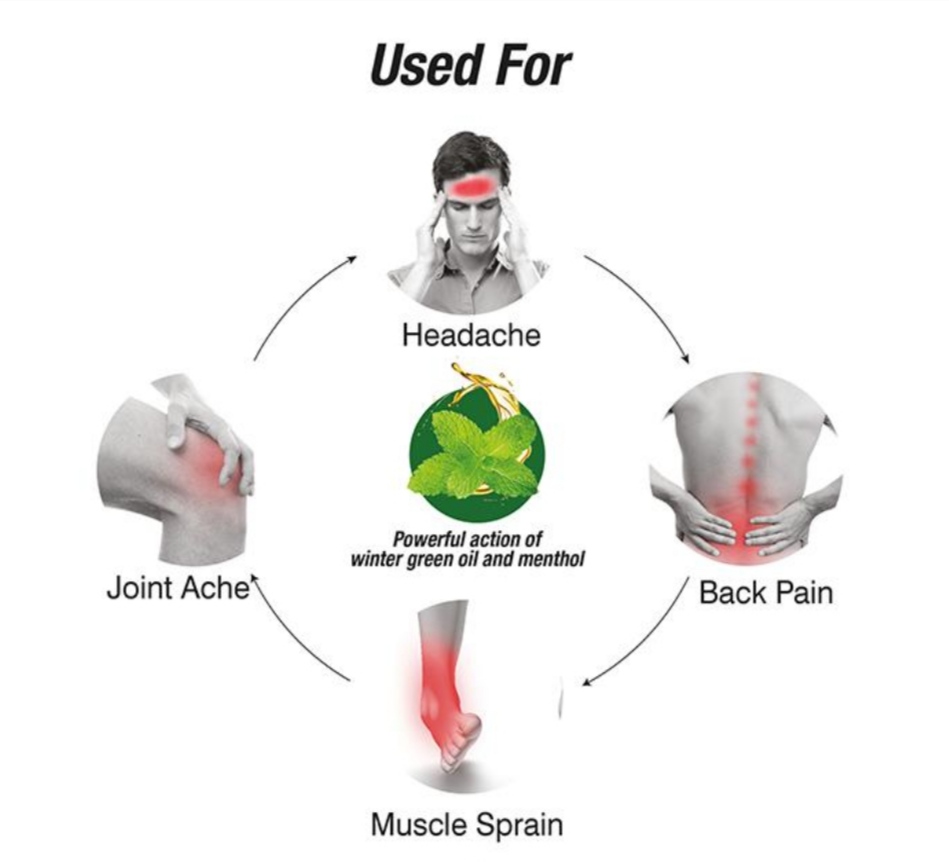 Used For
Headache
Powerful action of
winter green oil and menthol
Joint Ache
Back Pain
Muscle Sprain